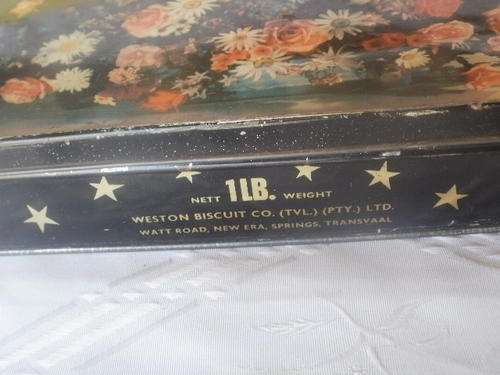 NETT 1LB. WEIGHT
WESTON BISCUIT CO. (TVL.) (PTY.) LTD.
WATT ROAD, NEW ERA, SPRINGS, TRANSVAAL